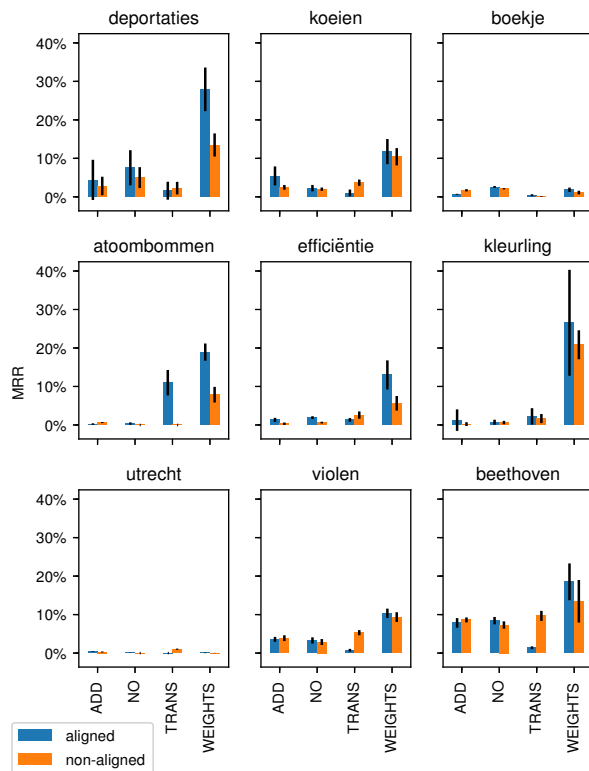 deportaties koeien boekje
40%
30%
20%
10%
0%
atoombommen efficiëntie kleurling
40%
30%
20%
10%
0%
MRR
utrecht violen beethoven
40%
30%
20%
10%
0%
ADD NO TRANS WEIGHTS ADD NO TRANS WEIGHTS ADD NO TRANS WEIGHTS
aligned
non-aligned